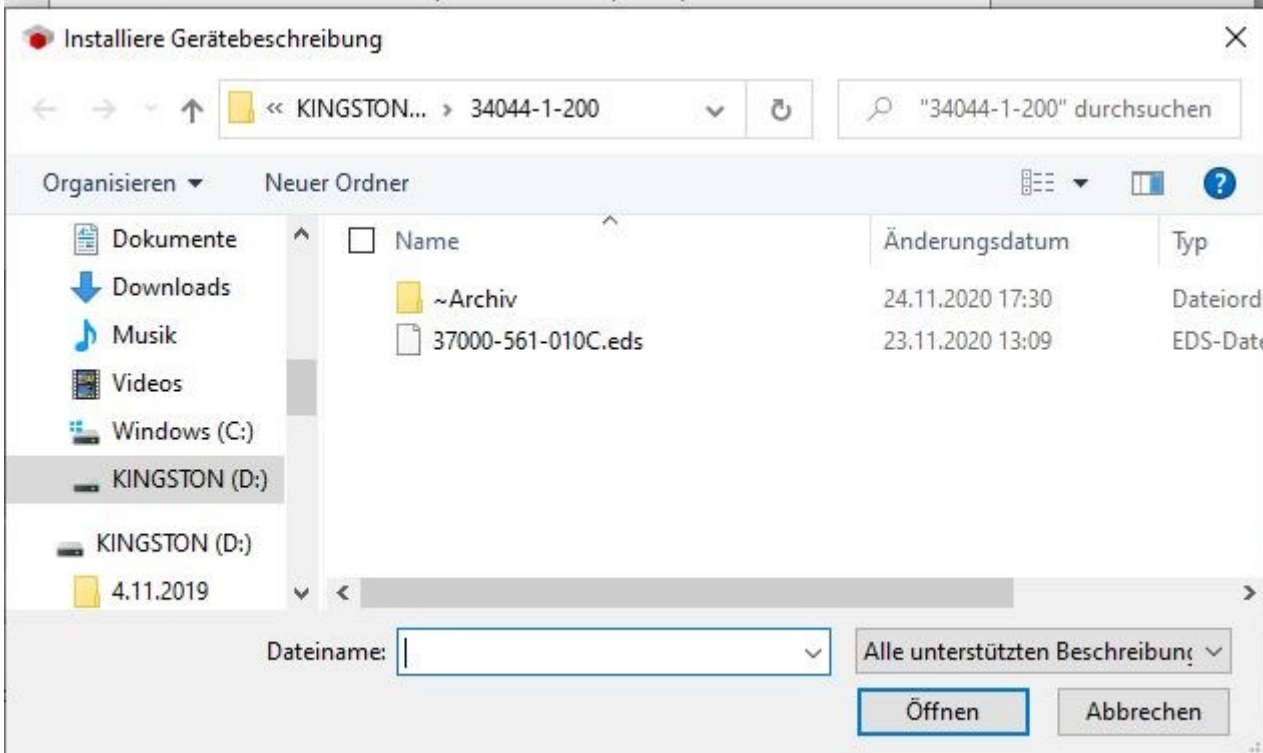 Installiere Gerätebeschreibung
« KINGSTON... › 34044-1-200
"34044-1-200" durchsuchen
Organisieren
Neuer Ordner
Dokumente
Downloads
Musik
Videos
Windows (C:)
KINGSTON (D:)
KINGSTON (D:)
4.11.2019
Name Änderungsdatum Typ
~Archiv 24.11.2020 17:30 Dateiord
37000-561-010C.eds 23.11.2020 13:09 EDS-Date
Dateiname:
Alle unterstützten Beschreibung
Öffnen
Abbrechen